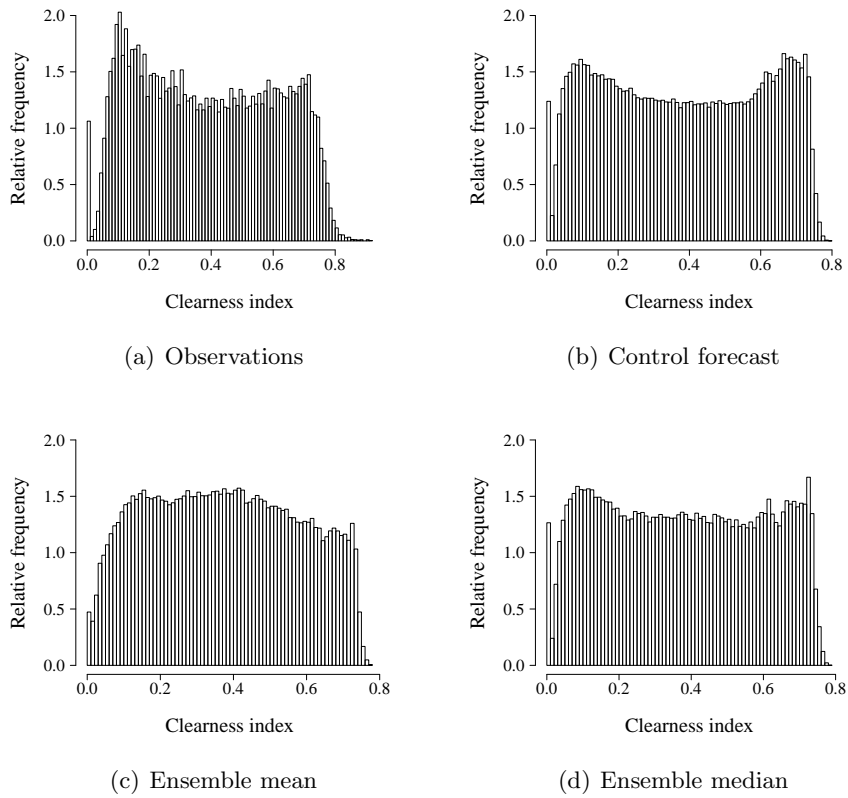 2.0
1.5
1.0
0.5
0.0
Relative frequency
0.0 0.2 0.4 0.6 0.8
Clearness index
(a) Observations
2.0
1.5
1.0
0.5
0.0
Relative frequency
0.0 0.2 0.4 0.6 0.8
Clearness index
(b) Control forecast
2.0
1.5
1.0
0.5
0.0
Relative frequency
0.0 0.2 0.4 0.6 0.8
Clearness index
(c) Ensemble mean
2.0
1.5
1.0
0.5
0.0
Relative frequency
0.0 0.2 0.4 0.6 0.8
Clearness index
(d) Ensemble median